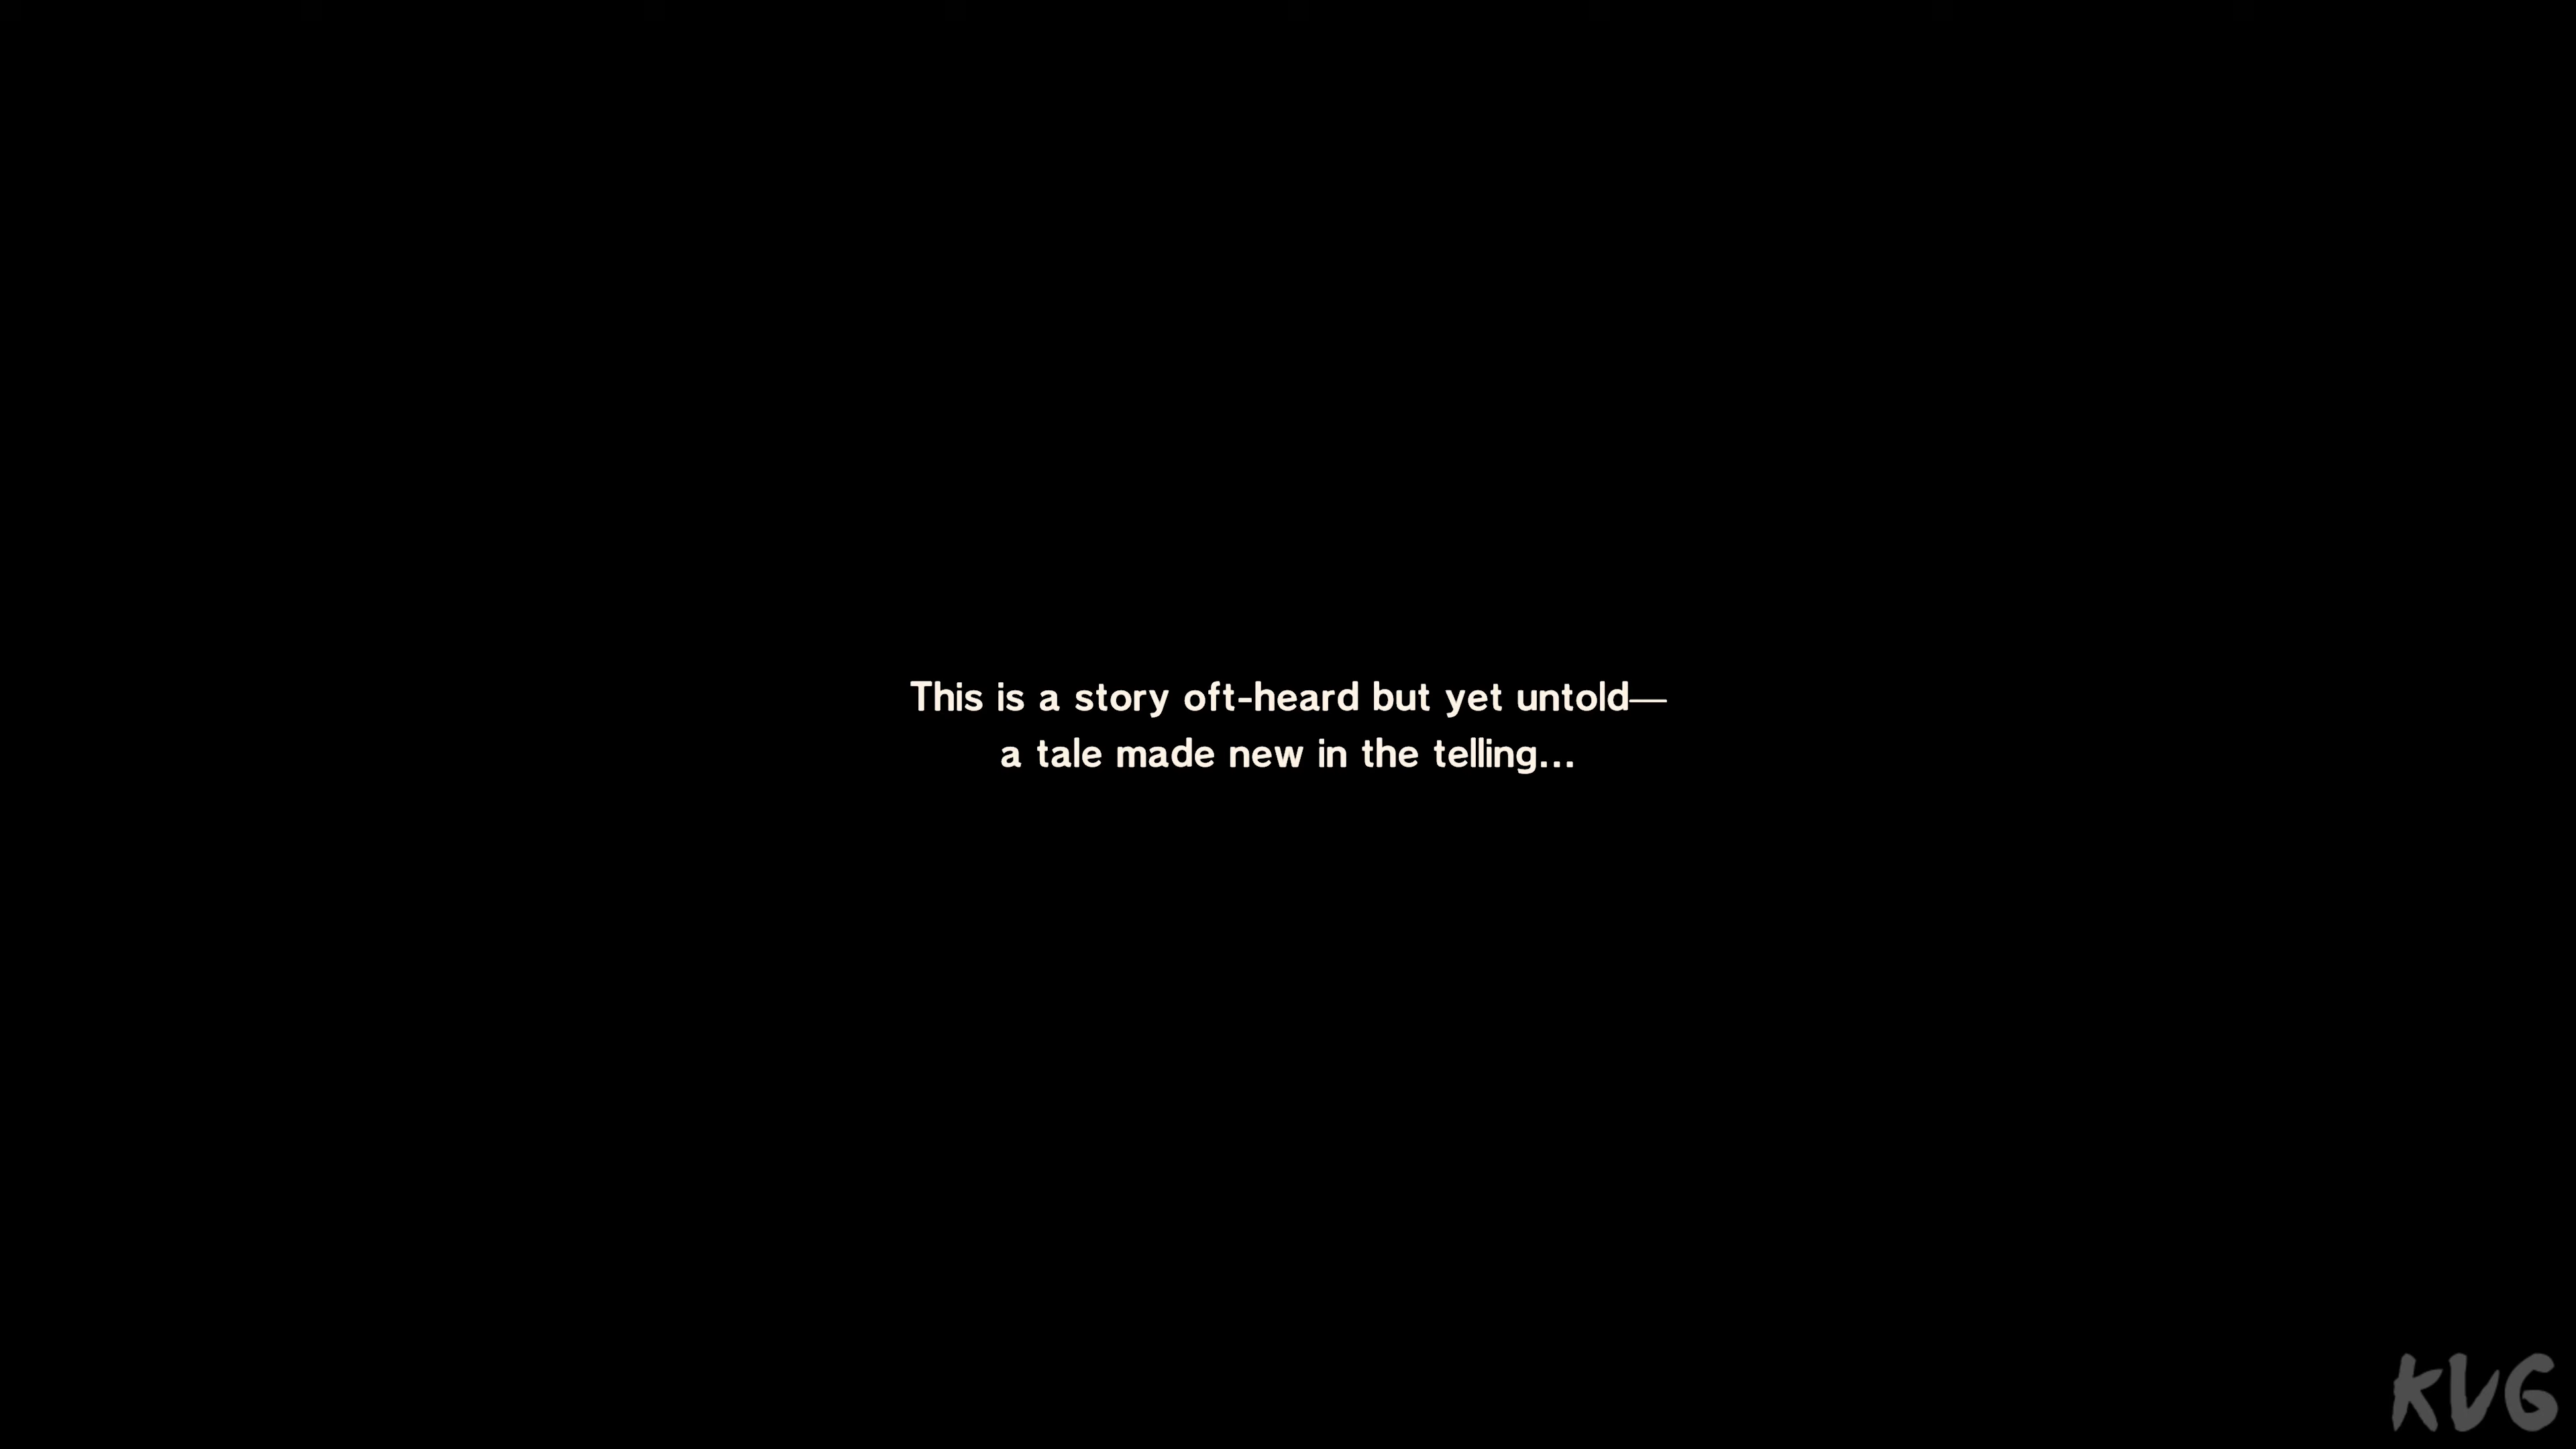 This is a story oft-heard but yet untold—
a tale made new in the telling...
KVG